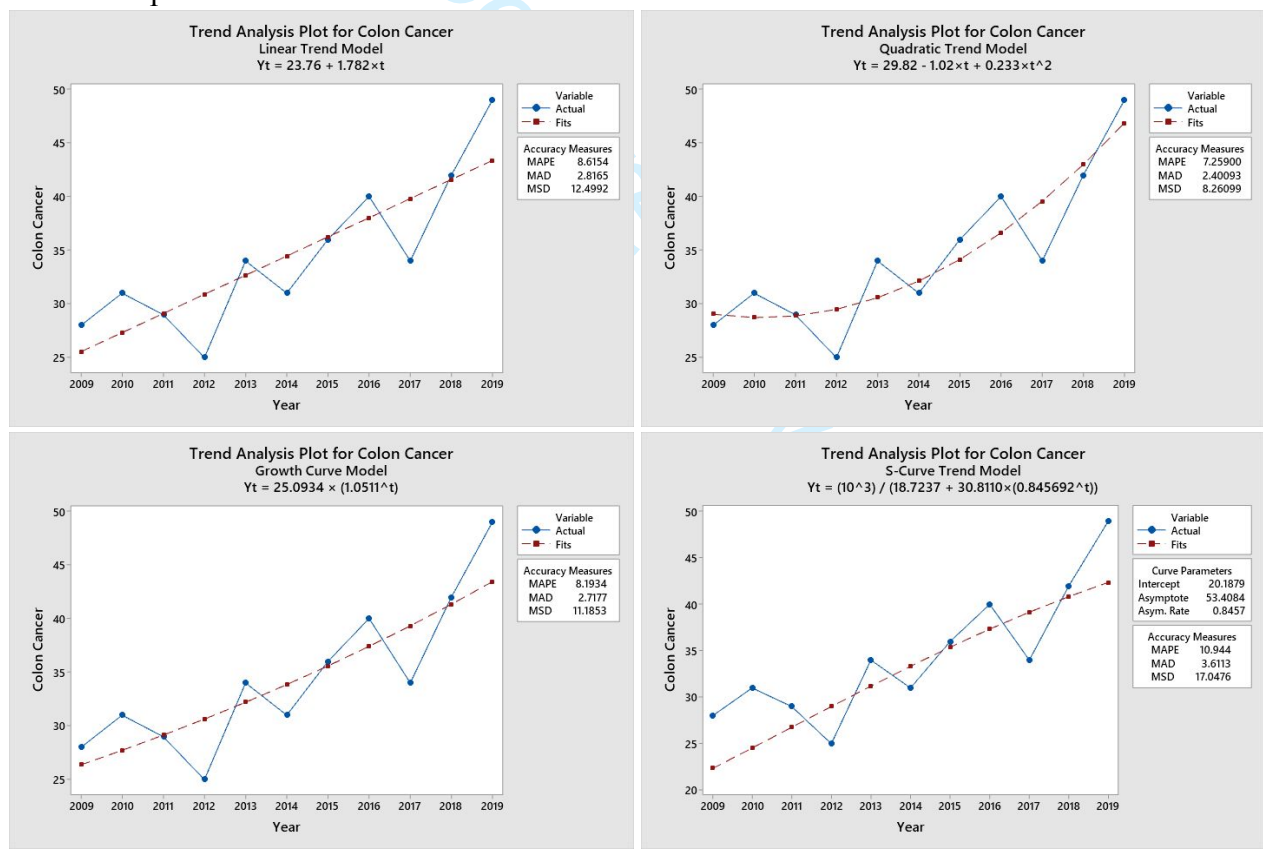 Trend Analysis Plot for Colon Cancer
Linear Trend Model
Yt = 23.76 + 1.782×t
50
45
40
35
30
25
Colon Cancer
2009 2010 2011 2012 2013 2014 2015 2016 2017 2018 2019
Year
Variable
Actual
Fits
Accuracy Measures
MAPE 8.6154
MAD 2.8165
MSD 12.4992
Trend Analysis Plot for Colon Cancer
Quadratic Trend Model
Yt = 29.82 - 1.02×t + 0.233×t^2
50
45
40
35
30
25
Colon Cancer
2009 2010 2011 2012 2013 2014 2015 2016 2017 2018 2019
Year
Variable
Actual
Fits
Accuracy Measures
MAPE 7.25900
MAD 2.40093
MSD 8.26099
Trend Analysis Plot for Colon Cancer
Growth Curve Model
Yt = 25.0934 × (1.0511^t)
50
45
40
35
30
25
Colon Cancer
2009 2010 2011 2012 2013 2014 2015 2016 2017 2018 2019
Year
Variable
Actual
Fits
Accuracy Measures
MAPE 8.1934
MAD 2.7177
MSD 11.1853
Trend Analysis Plot for Colon Cancer
S-Curve Trend Model
Yt = (10^3) / (18.7237 + 30.8110×(0.845692^t))
50
45
40
35
30
25
20
Colon Cancer
2009 2010 2011 2012 2013 2014 2015 2016 2017 2018 2019
Year
Variable
Actual
Fits
Curve Parameters
Intercept 20.1879
Asymptote 53.4084
Asym. Rate 0.8457
Accuracy Measures
MAPE 10.944
MAD 3.6113
MSD 17.0476